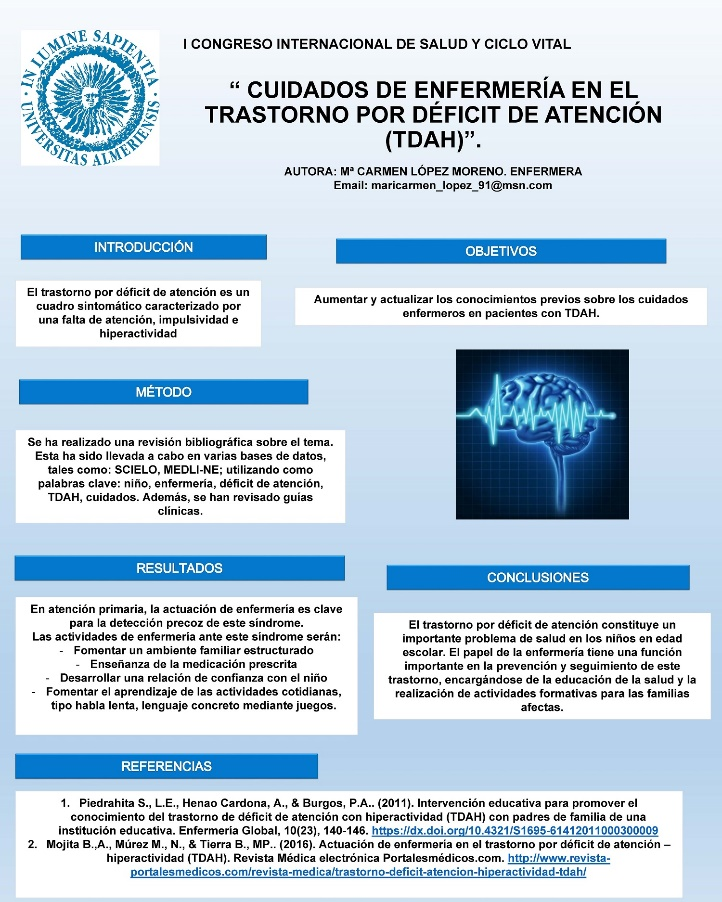 IN LUMINE SAPIENTIA
UNIVERSITAS ALMERIENSIS
I CONGRESO INTERNACIONAL DE SALUD Y CICLO VITAL
“ CUIDADOS DE ENFERMERÍA EN EL
TRASTORNO POR DÉFICIT DE ATENCIÓN
(TDAH)”.
AUTORA: Mª CARMEN LÓPEZ MORENO. ENFERMERA
Email: maricarmen_lopez_91@msn.com
INTRODUCCIÓN
El trastorno por déficit de atención es un
cuadro sintomático caracterizado por
una falta de atención, impulsividad e
hiperactividad
OBJETIVOS
Aumentar y actualizar los conocimientos previos sobre los cuidados
enfermeros en pacientes con TDAH.
MÉTODO
Se ha realizado una revisión bibliográfica sobre el tema.
Esta ha sido llevada a cabo en varias bases de datos,
tales como: SCIELO, MEDLI-NE; utilizando como
palabras clave: niño, enfermería, déficit de atención,
TDAH, cuidados. Además, se han revisado guías
clínicas.
RESULTADOS
En atención primaria, la actuación de enfermería es clave
para la detección precoz de este síndrome.
Las actividades de enfermería ante este síndrome serán:
- Fomentar un ambiente familiar estructurado
- Enseñanza de la medicación prescrita
- Desarrollar una relación de confianza con el niño
- Fomentar el aprendizaje de las actividades cotidianas,
tipo habla lenta, lenguaje concreto mediante juegos.
CONCLUSIONES
El trastorno por déficit de atención constituye un
importante problema de salud en los niños en edad
escolar. El papel de la enfermería tiene una función
importante en la prevención y seguimiento de este
trastorno, encargándose de la educación de la salud y la
realización de actividades formativas para las familias
afectas.
REFERENCIAS
1. Piedrahita S., L.E., Henao Cardona, A., & Burgos, P.A.. (2011). Intervención educativa para promover el
conocimiento del trastorno de déficit de atención con hiperactividad (TDAH) con padres de familia de una
institución educativa. Enfermería Global, 10(23), 140-146. https://dx.doi.org/10.4321/S1695-61412011000300009
2. Mojita B.,A., Múrez M., N., & Tierra B., MP.. (2016). Actuación de enfermería en el trastorno por déficit de atención –
hiperactividad (TDAH). Revista Médica electrónica Portalesmédicos.com. http://www.revista-
portalesmedicos.com/revista-medica/trastorno-deficit-atencion-hiperactividad-tdah/